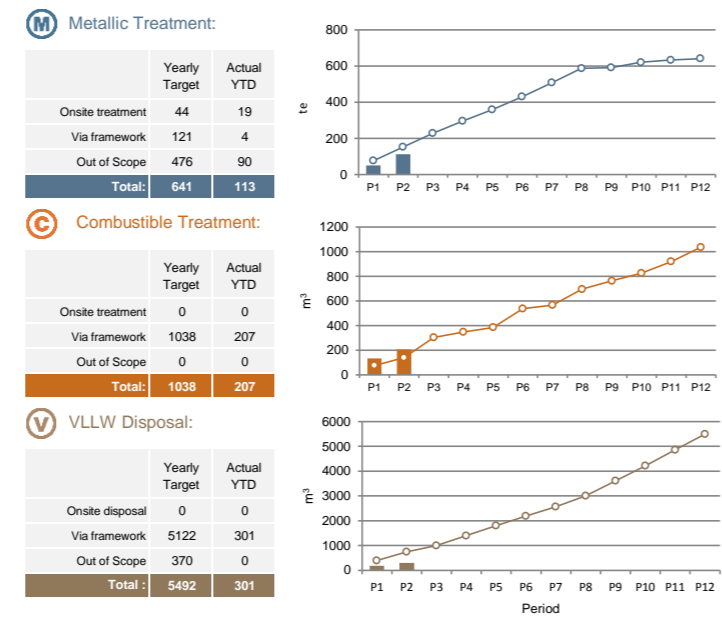 M Metallic Treatment:
Yearly Target Actual YTD
Onsite treatment 44 19
Via framework 121 4
Out of Scope 476 90
Total: 641 113
800
600
400
200
0
te
P1 P2 P3 P4 P5 P6 P7 P8 P9 P10 P11 P12
C Combustible Treatment:
Yearly Target Actual YTD
Onsite treatment 0 0
Via framework 1038 207
Out of Scope 0 0
Total: 1038 207
1200
1000
800
600
400
200
0
m³
P1 P2 P3 P4 P5 P6 P7 P8 P9 P10 P11 P12
V VLLW Disposal:
Yearly Target Actual YTD
Onsite disposal 0 0
Via framework 5122 301
Out of Scope 370 0
Total : 5492 301
6000
5000
4000
3000
2000
1000
0
m³
P1 P2 P3 P4 P5 P6 P7 P8 P9 P10 P11 P12
Period